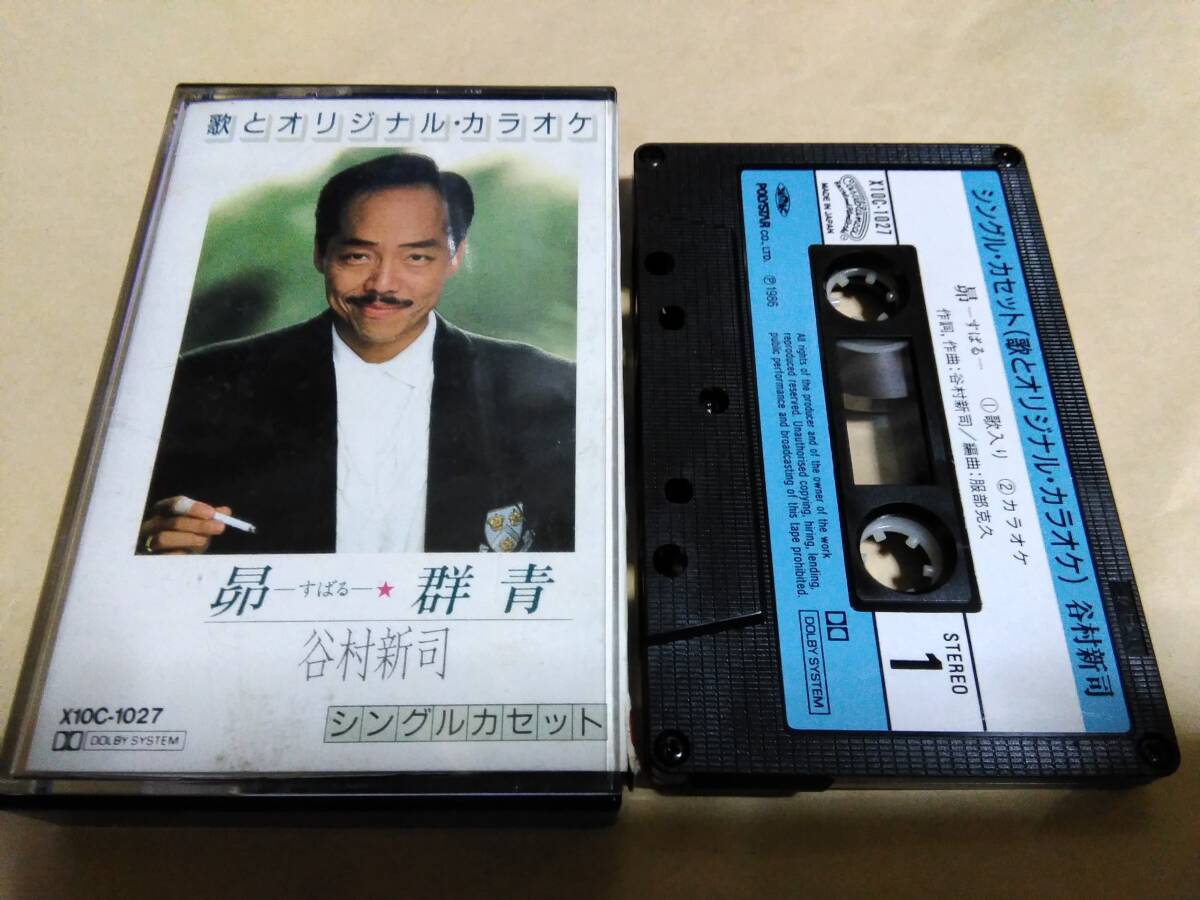 歌とオリジナル・カラオケ
昴―すばる―★群青
谷村新司
X10C-1027
DOLBY SYSTEM
シングルカセット
シングル・カセット(歌とオリジナル・カラオケ) 谷村新司
昴―すばる― ①歌入り ②カラオケ
作詞,作曲:谷村新司/編曲:服部克久
X10C-1027
MADE IN JAPAN
POLYSTAR CO., LTD. Ⓟ1986
All rights of the producer and of the owner of the work
reproduced reserved. Unauthorised copying, hiring, lending,
public performance and broadcasting of this tape prohibited.
DOLBY SYSTEM
STEREO
1